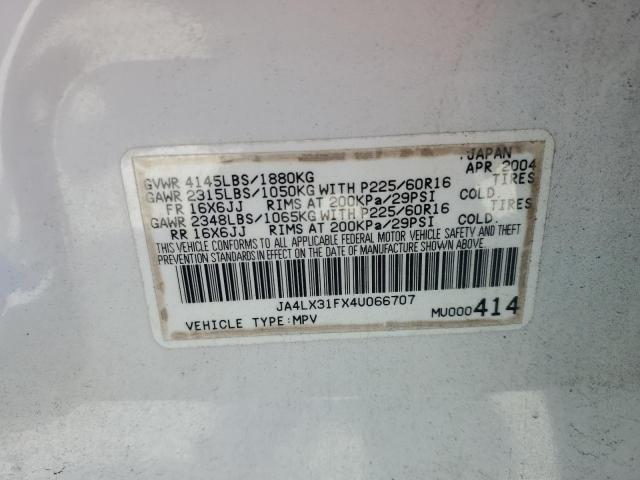 .JAPAN
GVWR 4145LBS/1880KG APR 2004
GAWR 2315LBS/1050KG WITH P225/60R16 TIRES
FR 16X6JJ RIMS AT 200KPa/29PSI COLD.
GAWR 2348LBS/1065KG WITH P225/60R16 TIRES
RR 16X6JJ RIMS AT 200KPa/29PSI COLD.
THIS VEHICLE CONFORMS TO ALL APPLICABLE FEDERAL MOTOR VEHICLE SAFETY AND THEFT
PREVENTION STANDARDS IN EFFECT ON THE DATE OF MANUFACTURE SHOWN ABOVE.
JA4LX31FX4U066707
VEHICLE TYPE:MPV MU000414